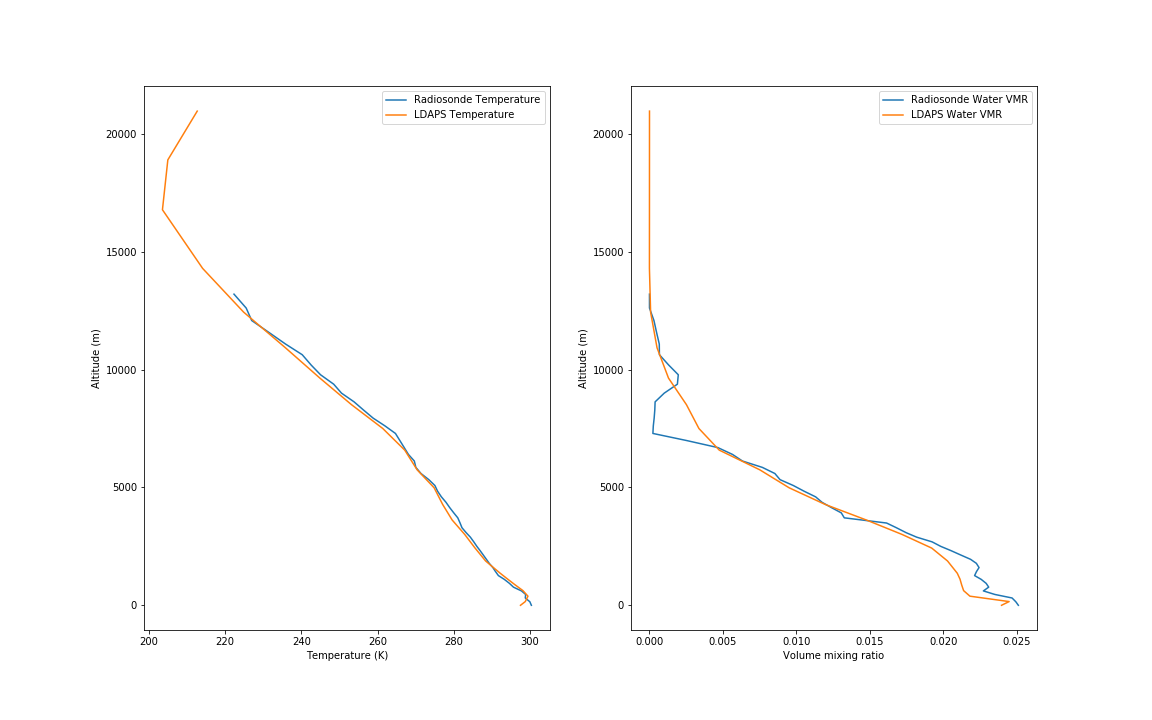 Radiosonde Temperature
LDAPS Temperature
20000
15000
10000
5000
0
Altitude (m)
200 220 240 260 280 300
Temperature (K)
Radiosonde Water VMR
LDAPS Water VMR
20000
15000
10000
5000
0
Altitude (m)
0.000 0.005 0.010 0.015 0.020 0.025
Volume mixing ratio